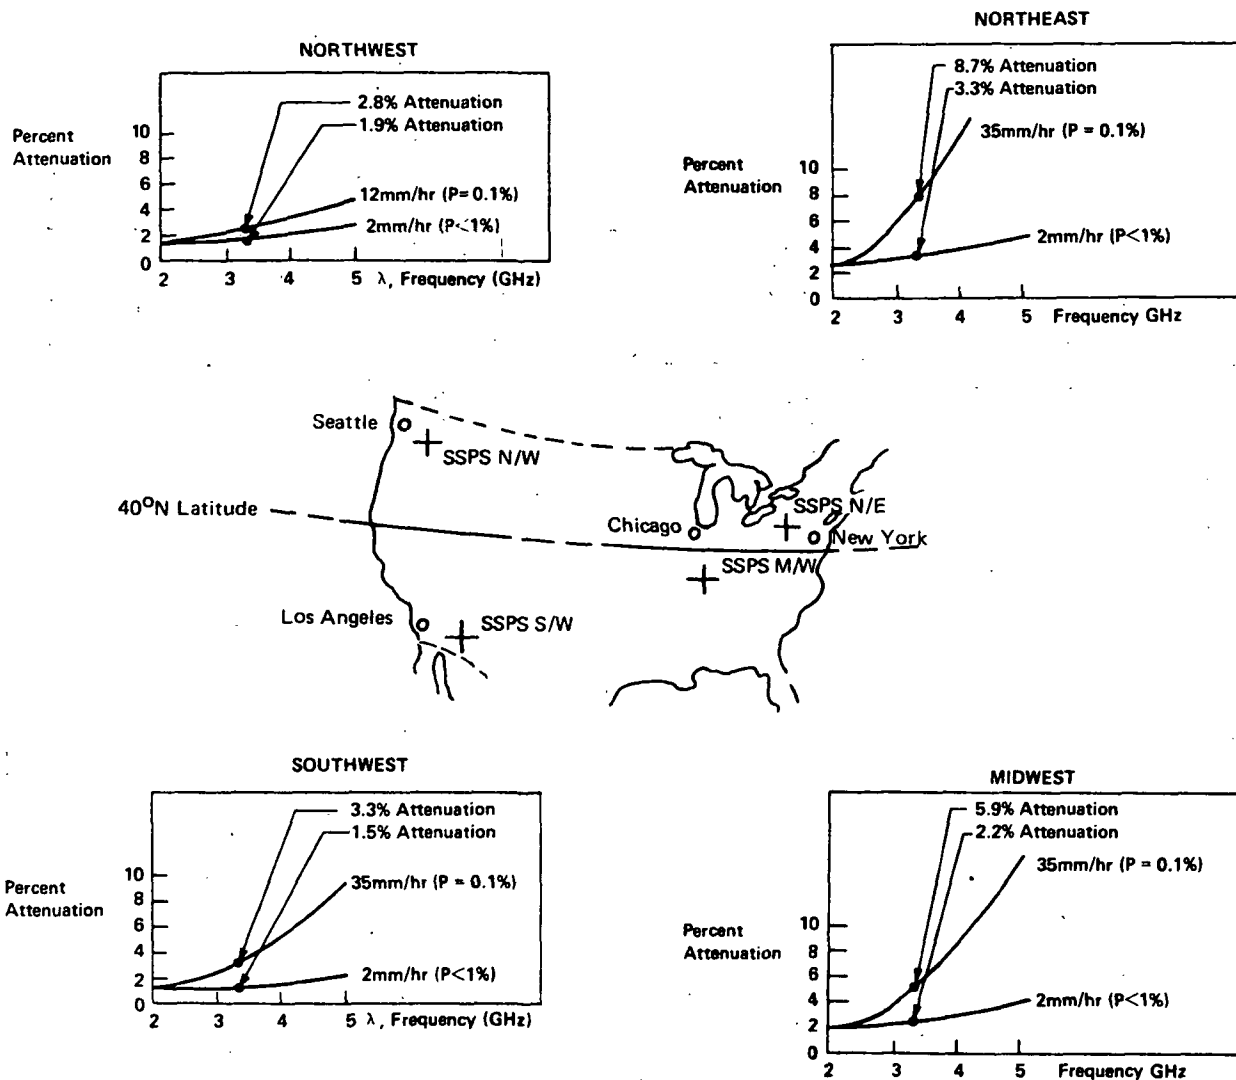 NORTHWEST
2.8% Attenuation
1.9% Attenuation
Percent
Attenuation
10
8
6
4
2
0
12mm/hr (P= 0.1%)
2mm/hr (P<1%)
2 3 4 5 λ, Frequency (GHz)
NORTHEAST
8.7% Attenuation
3.3% Attenuation
35mm/hr (P = 0.1%)
Percent
Attenuation
10
8
6
4
2
0
2mm/hr (P<1%)
2 3 4 5 Frequency GHz
Seattle
SSPS N/W
40°N Latitude
Chicago
SSPS N/E
New York
SSPS M/W
Los Angeles
SSPS S/W
SOUTHWEST
3.3% Attenuation
1.5% Attenuation
Percent
Attenuation
10
8
6
4
2
0
35mm/hr (P = 0.1%)
2mm/hr (P<1%)
2 3 4 5 λ, Frequency (GHz)
MIDWEST
5.9% Attenuation
2.2% Attenuation
35mm/hr (P = 0.1%)
Percent
Attenuation
10
8
6
4
2
0
2mm/hr (P<1%)
2 3 4 5 Frequency GHz